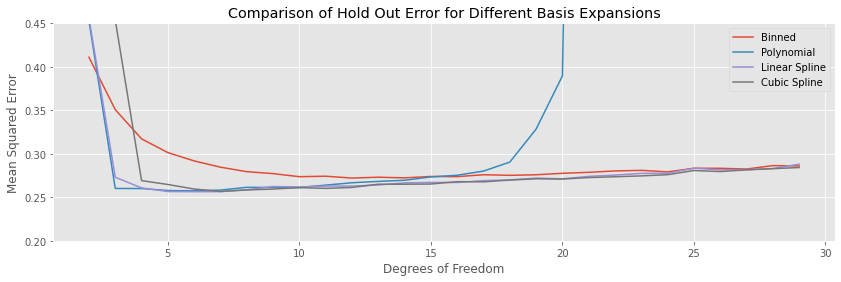 Comparison of Hold Out Error for Different Basis Expansions
Mean Squared Error
0.45
0.40
0.35
0.30
0.25
0.20
Binned
Polynomial
Linear Spline
Cubic Spline
5 10 15 20 25 30
Degrees of Freedom